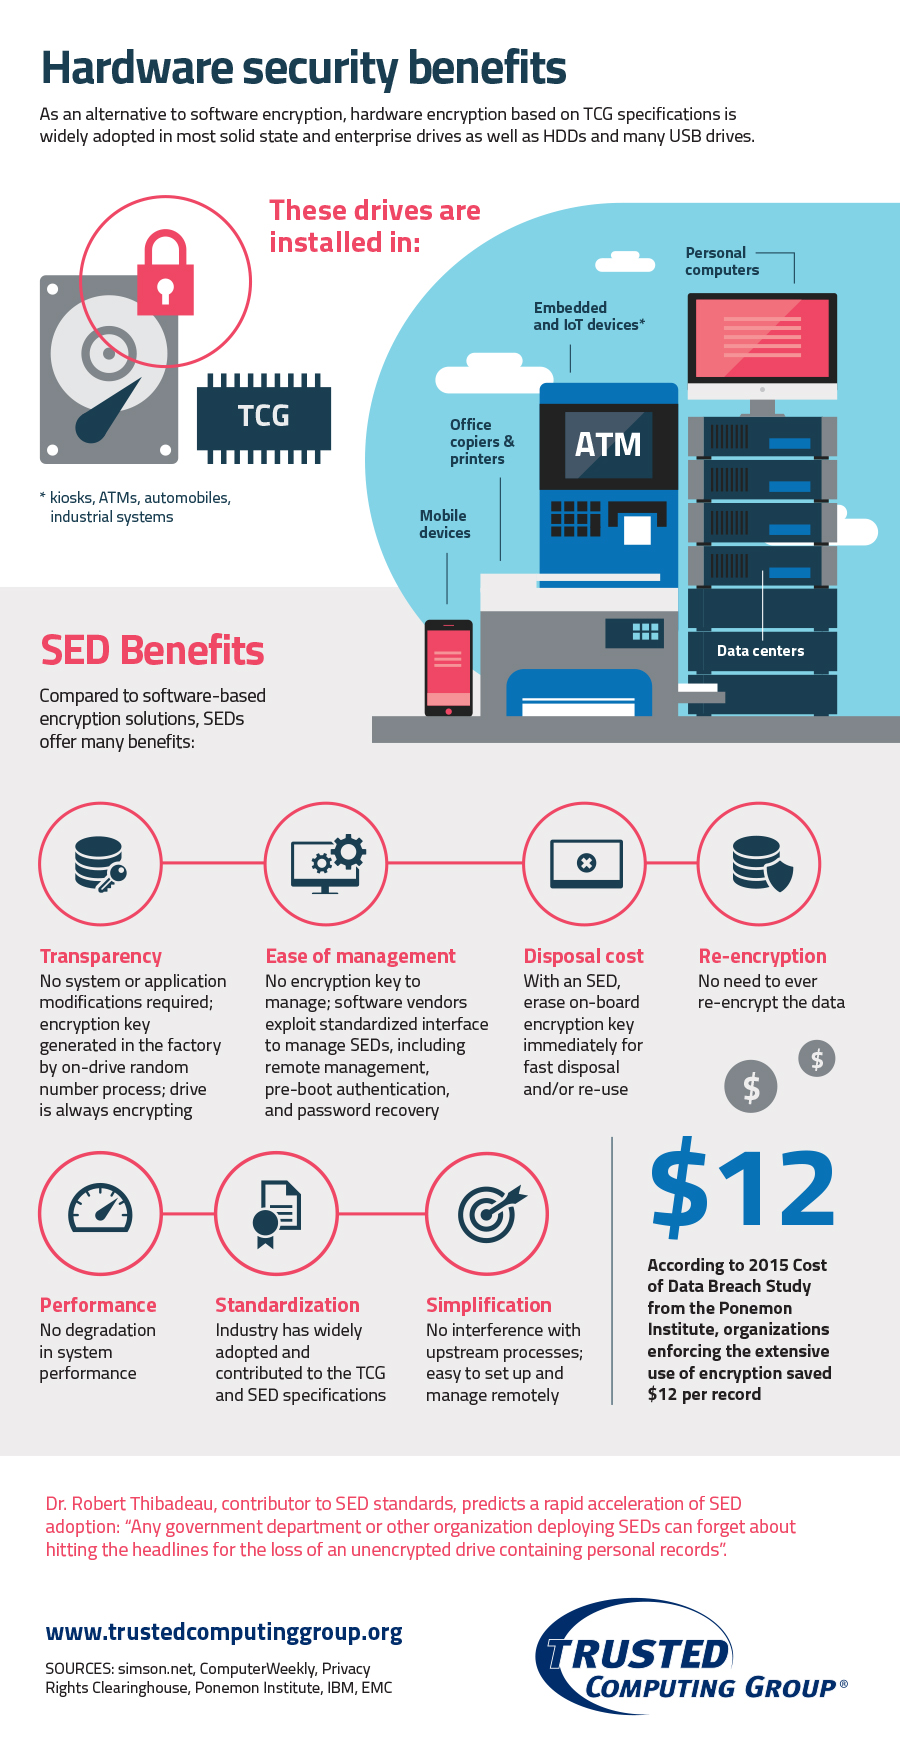 Hardware security benefits
As an alternative to software encryption, hardware encryption based on TCG specifications is
widely adopted in most solid state and enterprise drives as well as HDDs and many USB drives.
These drives are
installed in:
TCG
* kiosks, ATMs, automobiles,
industrial systems
Personal
computers
Embedded
and IoT devices*
Office
copiers &
printers
Mobile
devices
ATM
Data centers
SED Benefits
Compared to software-based
encryption solutions, SEDs
offer many benefits:
Transparency
No system or application
modifications required;
encryption key
generated in the factory
by on-drive random
number process; drive
is always encrypting
Ease of management
No encryption key to
manage; software vendors
exploit standardized interface
to manage SEDs, including
remote management,
pre-boot authentication,
and password recovery
Disposal cost
With an SED,
erase on-board
encryption key
immediately for
fast disposal
and/or re-use
Re-encryption
No need to ever
re-encrypt the data
$
$
Performance
No degradation
in system
performance
Standardization
Industry has widely
adopted and
contributed to the TCG
and SED specifications
Simplification
No interference with
upstream processes;
easy to set up and
manage remotely
$12
According to 2015 Cost
of Data Breach Study
from the Ponemon
Institute, organizations
enforcing the extensive
use of encryption saved
$12 per record
Dr. Robert Thibadeau, contributor to SED standards, predicts a rapid acceleration of SED
adoption: “Any government department or other organization deploying SEDs can forget about
hitting the headlines for the loss of an unencrypted drive containing personal records”.
www.trustedcomputinggroup.org
SOURCES: simson.net, ComputerWeekly, Privacy
Rights Clearinghouse, Ponemon Institute, IBM, EMC
TRUSTED
COMPUTING GROUP®